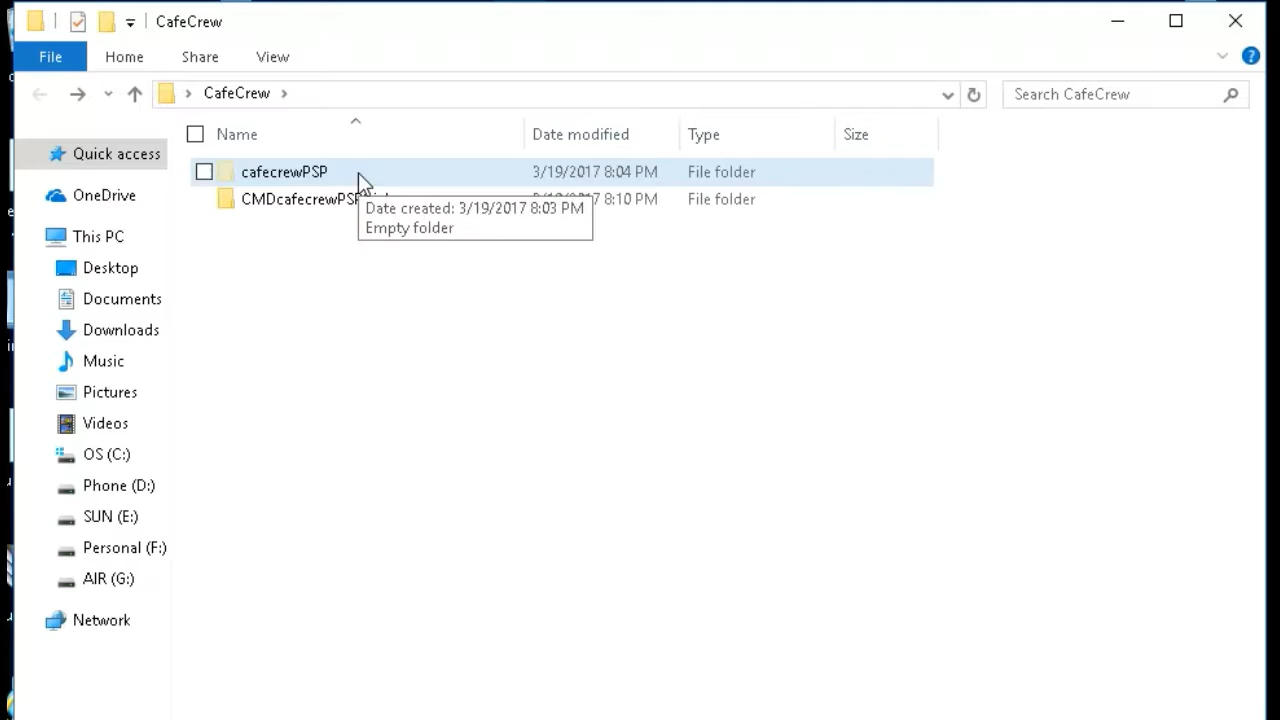 CafeCrew
File Home Share View
CafeCrew
Search CafeCrew
Name Date modified Type Size
cafecrewPSP 3/19/2017 8:04 PM File folder
8:10 PM File folder
Date created: 3/19/2017 8:03 PM
Empty folder
Quick access
OneDrive
This PC
Desktop
Documents
Downloads
Music
Pictures
Videos
OS (C:)
Phone (D:)
SUN (E:)
Personal (F:)
AIR (G:)
Network